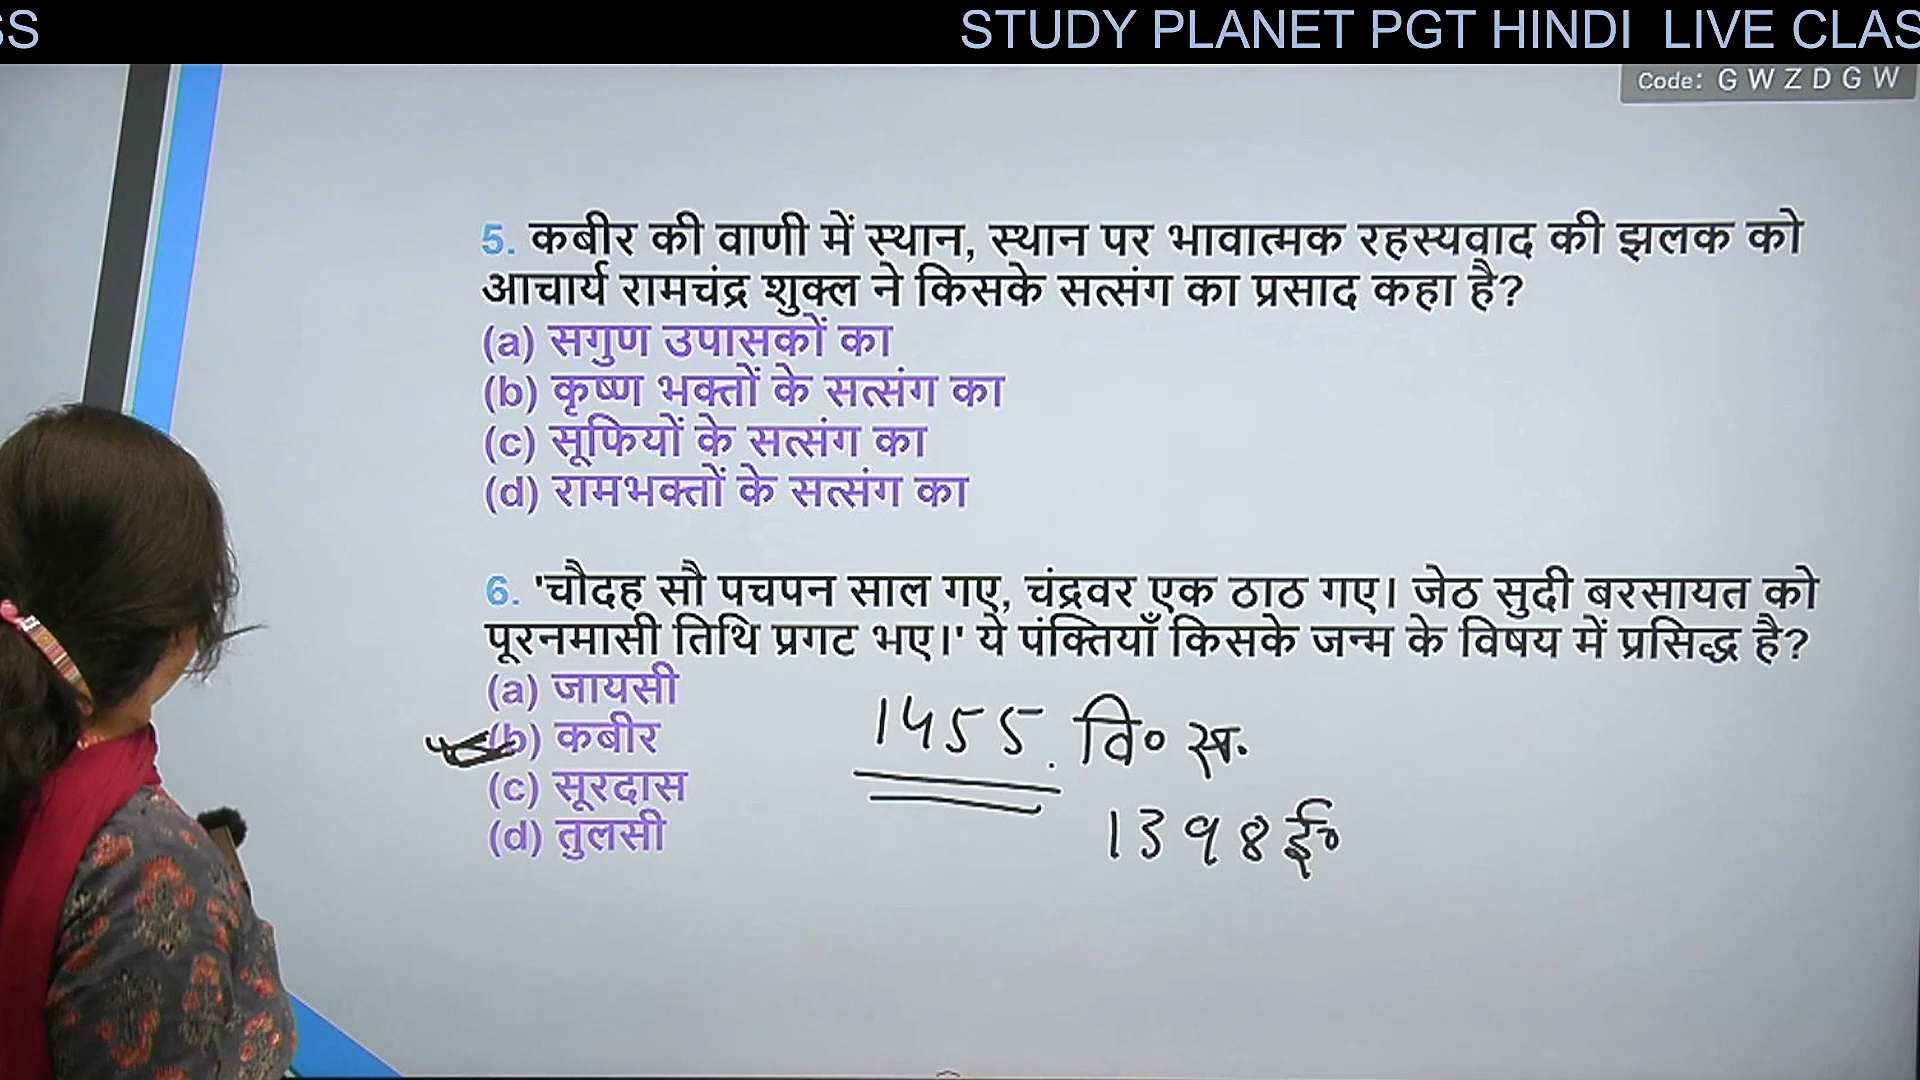 SS
STUDY PLANET PGT HINDI LIVE CLAS
Code: G W Z D G W
5. कबीर की वाणी में स्थान, स्थान पर भावात्मक रहस्यवाद की झलक को
आचार्य रामचंद्र शुक्ल ने किसके सत्संग का प्रसाद कहा है?
(a) सगुण उपासकों का
(b) कृष्ण भक्तों के सत्संग का
(c) सूफियों के सत्संग का
(d) रामभक्तों के सत्संग का
6. 'चौदह सौ पचपन साल गए, चंद्रवर एक ठाठ गए। जेठ सुदी बरसायत को
पूरनमासी तिथि प्रगट भए।' ये पंक्तियाँ किसके जन्म के विषय में प्रसिद्ध है?
(a) जायसी
(b) कबीर
1455. वि० स.
(c) सूरदास
(d) तुलसी
1398 ई०